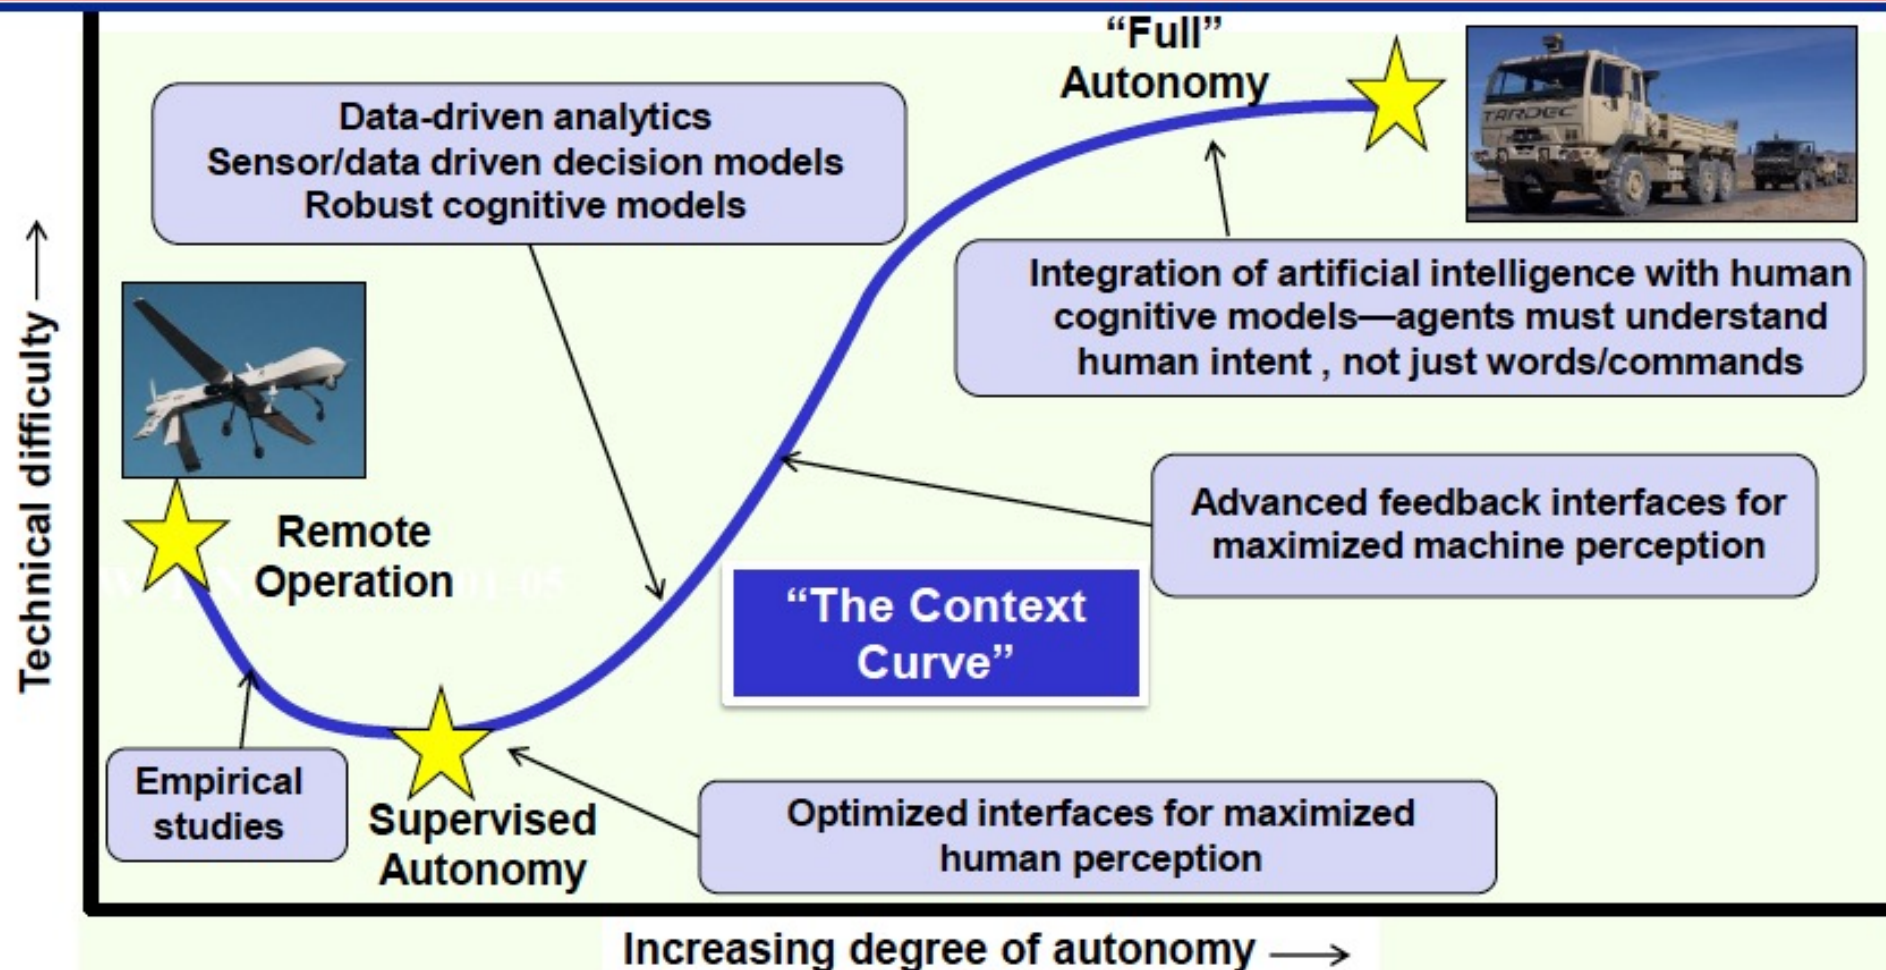 “Full”
Autonomy
TARDEC
Data-driven analytics
Sensor/data driven decision models
Robust cognitive models
Integration of artificial intelligence with human
cognitive models—agents must understand
human intent , not just words/commands
Technical difficulty
Advanced feedback interfaces for
maximized machine perception
Remote
Operation
“The Context
Curve”
Empirical
studies
Supervised
Autonomy
Optimized interfaces for maximized
human perception
Increasing degree of autonomy